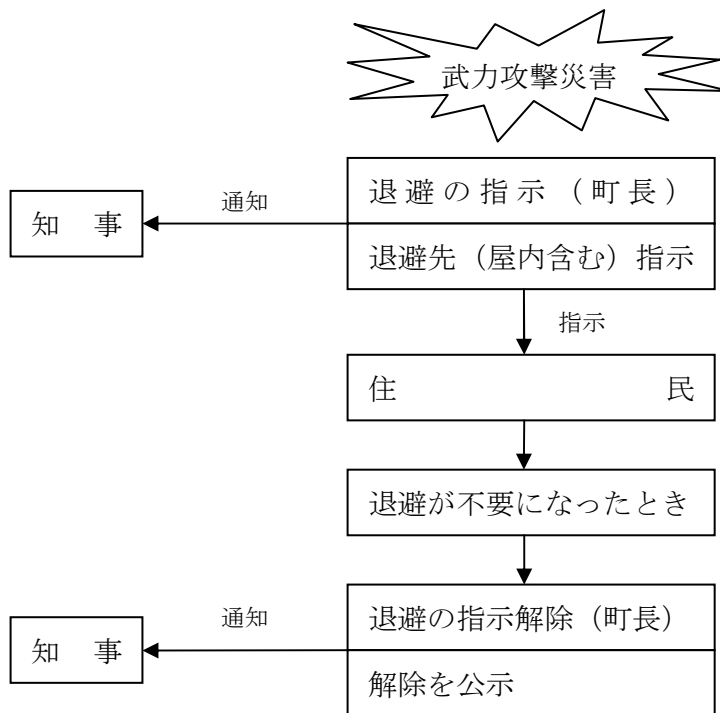 武力攻撃災害
退避の指示（町長）
通知
知　事
退避先（屋内含む）指示
指示
住　　　　　民
退避が不要になったとき
退避の指示解除（町長）
通知
知　事
解除を公示